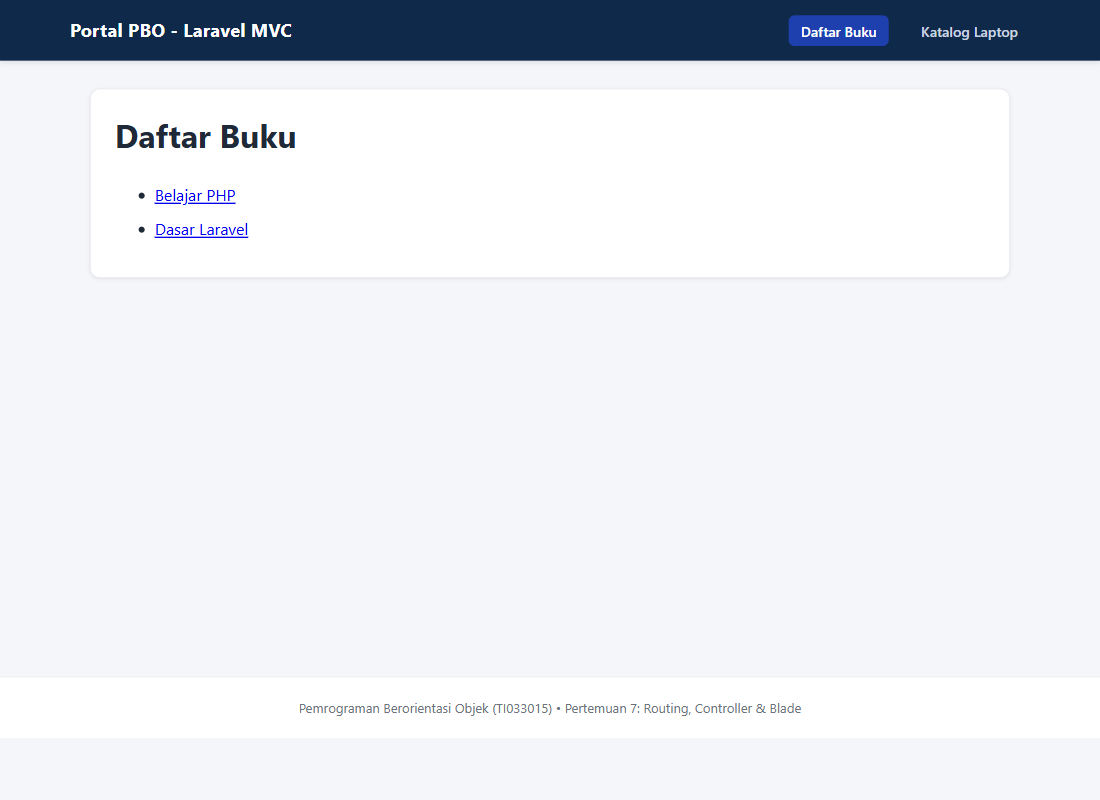 Portal PBO - Laravel MVC
Daftar Buku
Katalog Laptop
Daftar Buku
Belajar PHP
Dasar Laravel
Pemrograman Berorientasi Objek (TI033015) • Pertemuan 7: Routing, Controller & Blade